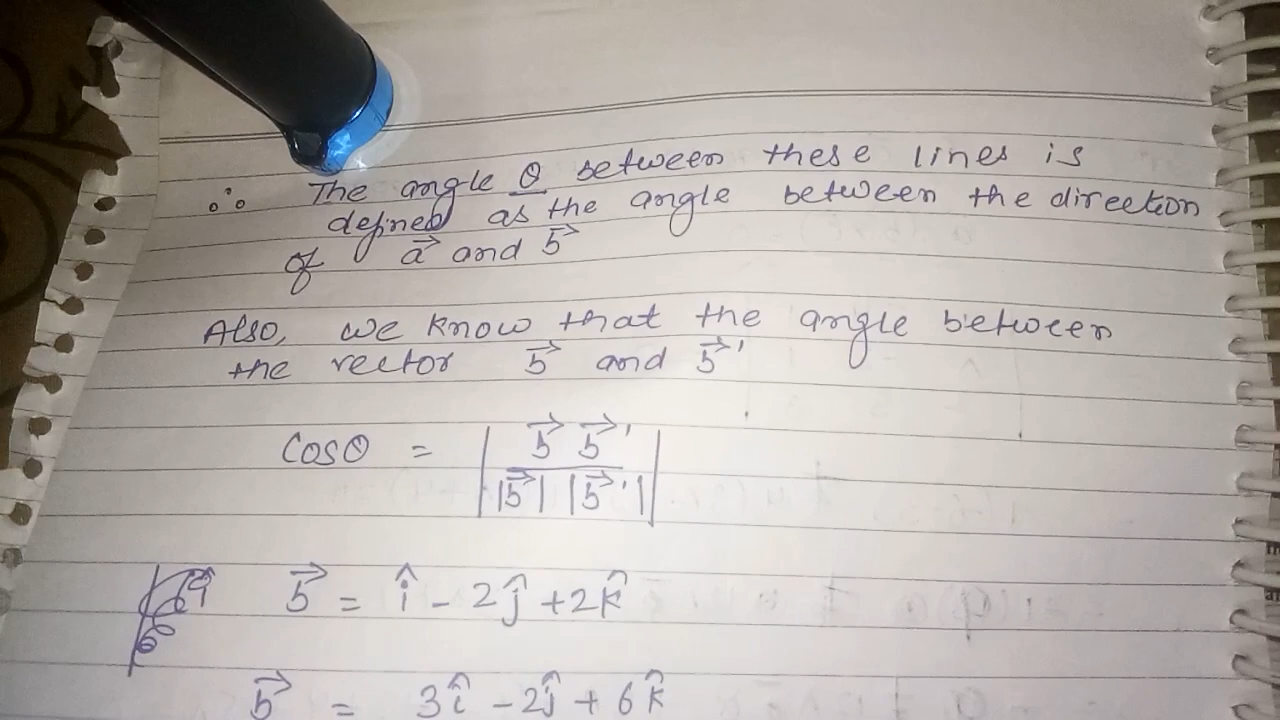 ∴ The angle θ between these lines is
defined as the angle between the direction
of a⃗ and b⃗
Also, we know that the angle between
the vector b⃗ and b⃗'
Cosθ = | b⃗ b⃗' / |b⃗| |b⃗'| |
b⃗ = î - 2ĵ + 2k̂
b⃗ = 3î - 2ĵ + 6k̂